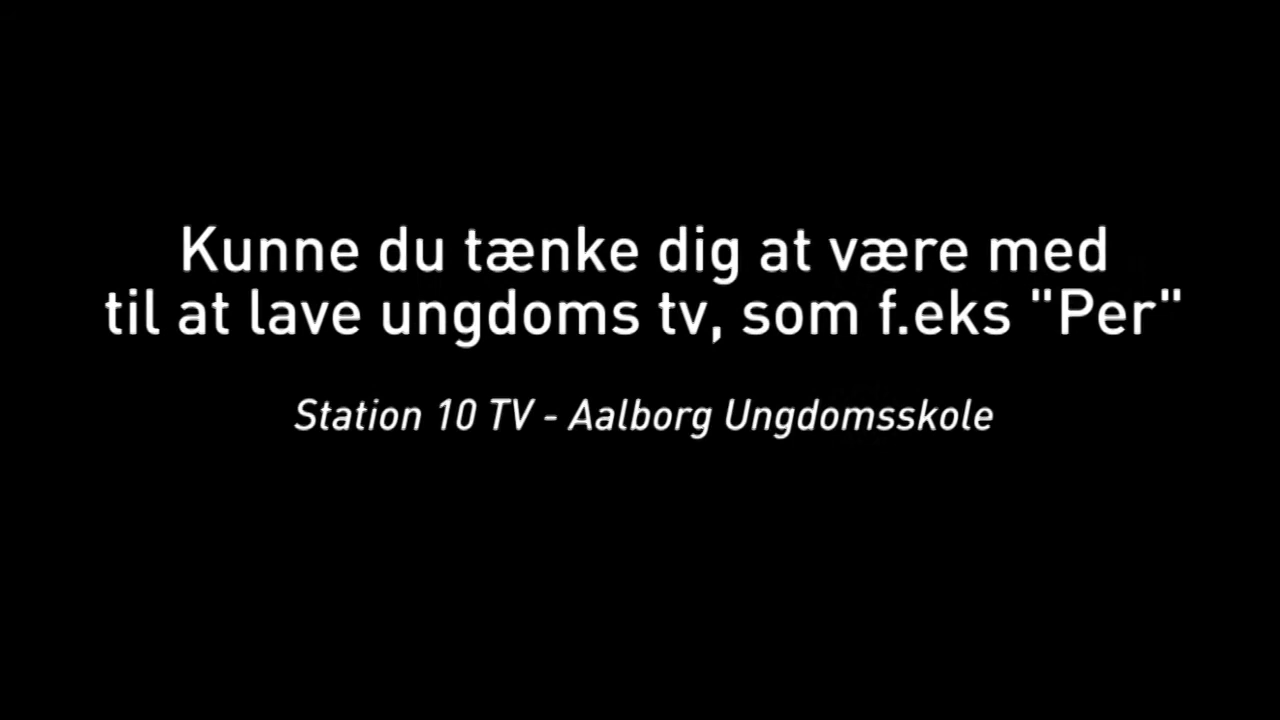 Kunne du tænke dig at være med
til at lave ungdoms tv, som f.eks "Per"
Station 10 TV - Aalborg Ungdomsskole